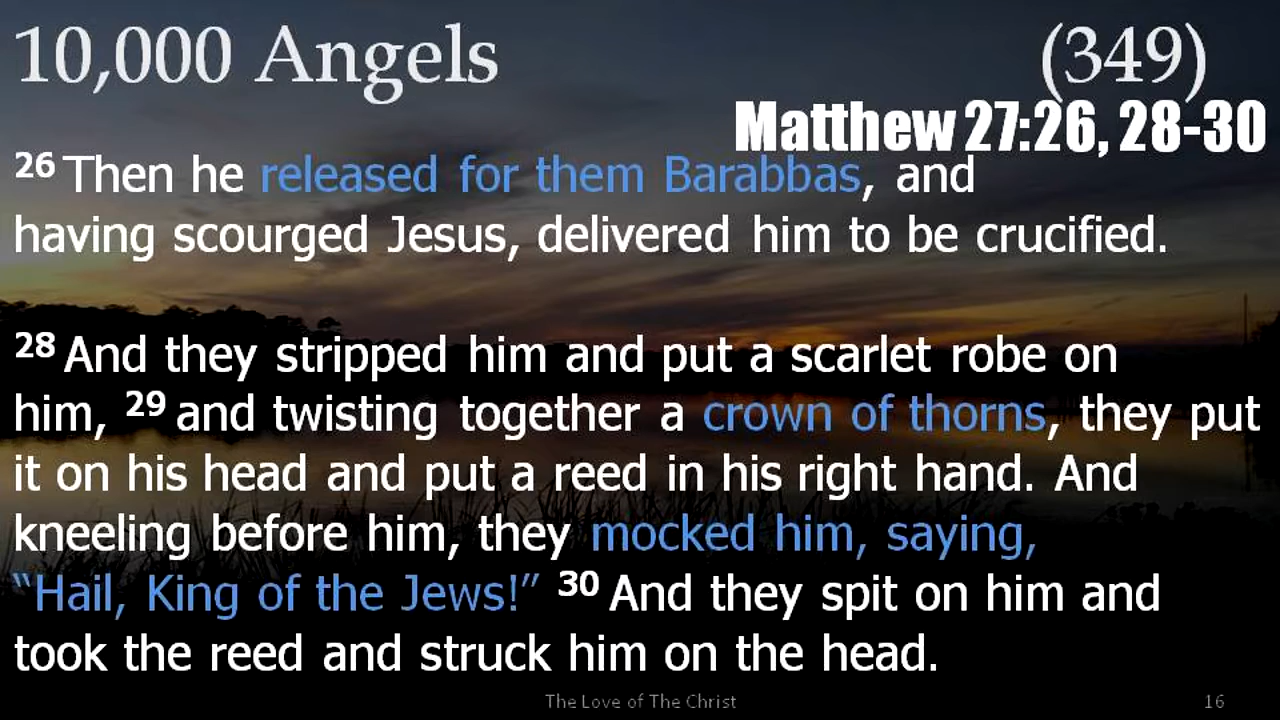 10,000 Angels (349)
Matthew 27:26, 28-30
26 Then he released for them Barabbas, and
having scourged Jesus, delivered him to be crucified.
28 And they stripped him and put a scarlet robe on
him, 29 and twisting together a crown of thorns, they put
it on his head and put a reed in his right hand. And
kneeling before him, they mocked him, saying,
“Hail, King of the Jews!” 30 And they spit on him and
took the reed and struck him on the head.
The Love of The Christ 16